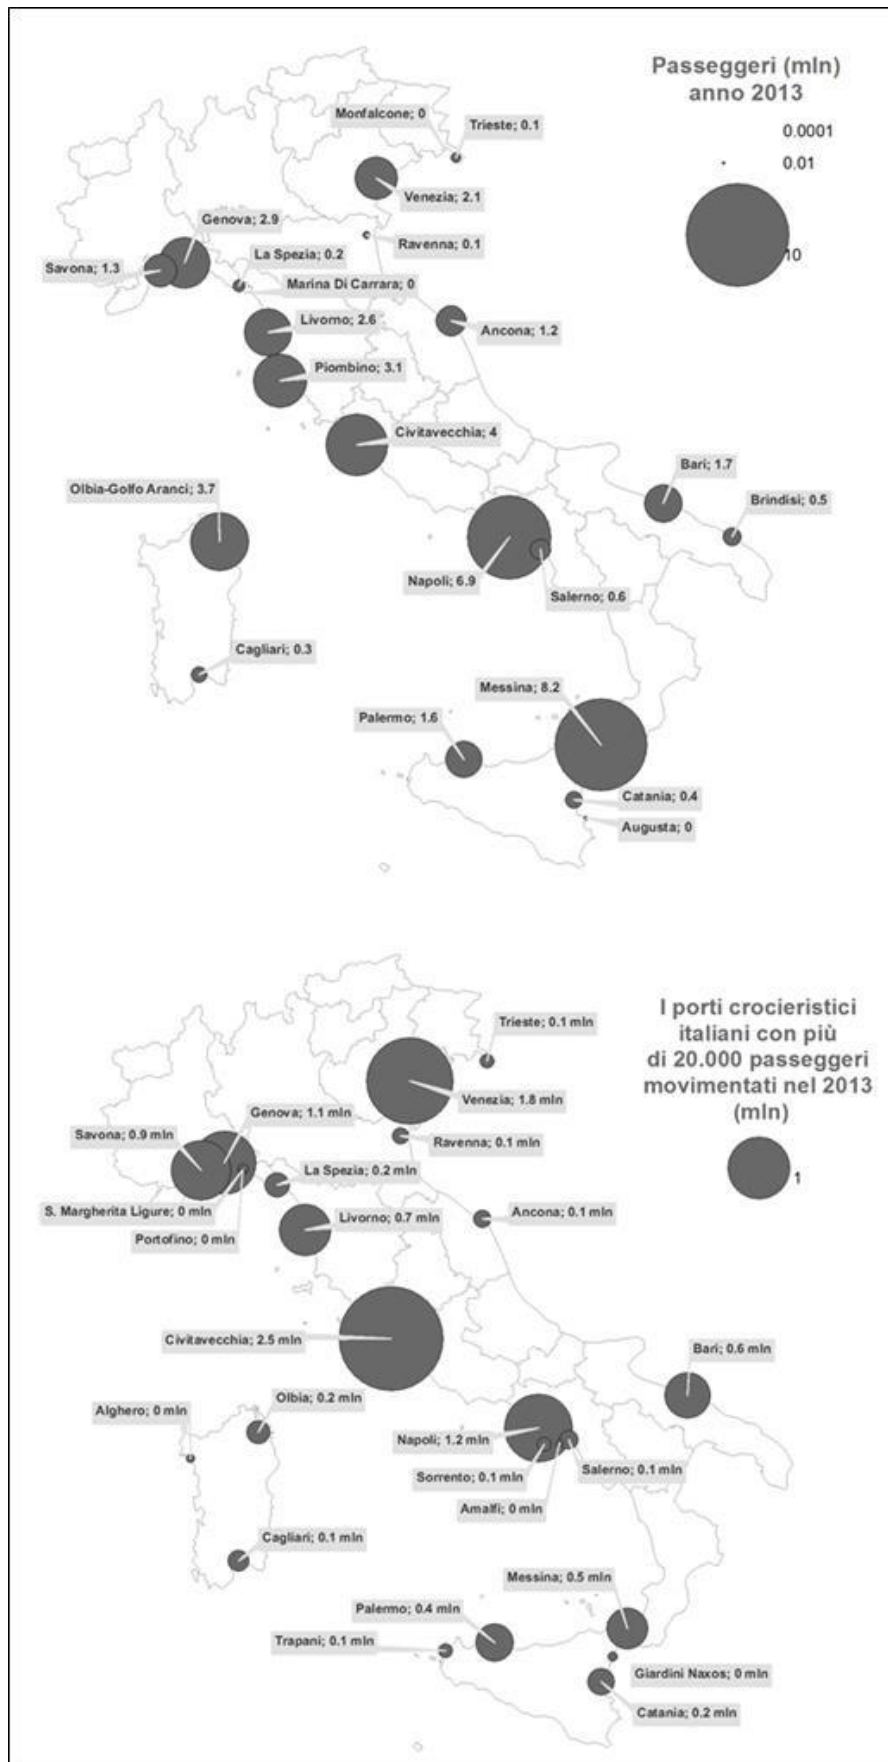 Passeggeri (mln)
anno 2013
0.0001
0.01
10
Monfalcone; 0
Trieste; 0.1
Venezia; 2.1
Genova; 2.9
Ravenna; 0.1
La Spezia; 0.2
Savona; 1.3
Marina Di Carrara; 0
Livorno; 2.6
Ancona; 1.2
Piombino; 3.1
Civitavecchia; 4
Bari; 1.7
Olbia-Golfo Aranci; 3.7
Brindisi; 0.5
Napoli; 6.9
Salerno; 0.6
Cagliari; 0.3
Messina; 8.2
Palermo; 1.6
Catania; 0.4
Augusta; 0
I porti crocieristici
italiani con più
di 20.000 passeggeri
movimentati nel 2013
(mln)
1
Trieste; 0.1 mln
Venezia; 1.8 mln
Genova; 1.1 mln
Savona; 0.9 mln
Ravenna; 0.1 mln
La Spezia; 0.2 mln
S. Margherita Ligure; 0 mln
Livorno; 0.7 mln
Ancona; 0.1 mln
Portofino; 0 mln
Civitavecchia; 2.5 mln
Bari; 0.6 mln
Olbia; 0.2 mln
Alghero; 0 mln
Napoli; 1.2 mln
Salerno; 0.1 mln
Sorrento; 0.1 mln
Amalfi; 0 mln
Cagliari; 0.1 mln
Messina; 0.5 mln
Palermo; 0.4 mln
Trapani; 0.1 mln
Giardini Naxos; 0 mln
Catania; 0.2 mln